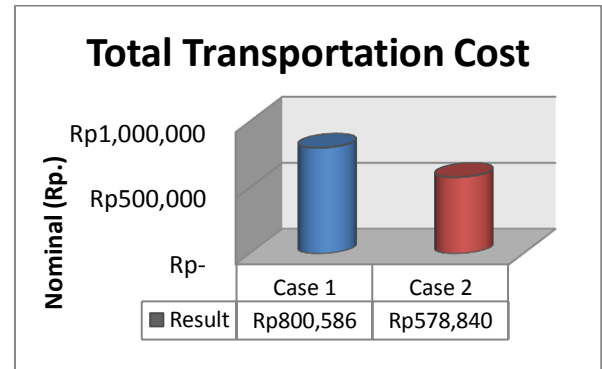 Total Transportation Cost
Nominal (Rp.)
Rp1,000,000
Rp500,000
Rp-
Case 1 Case 2
Result Rp800,586 Rp578,840